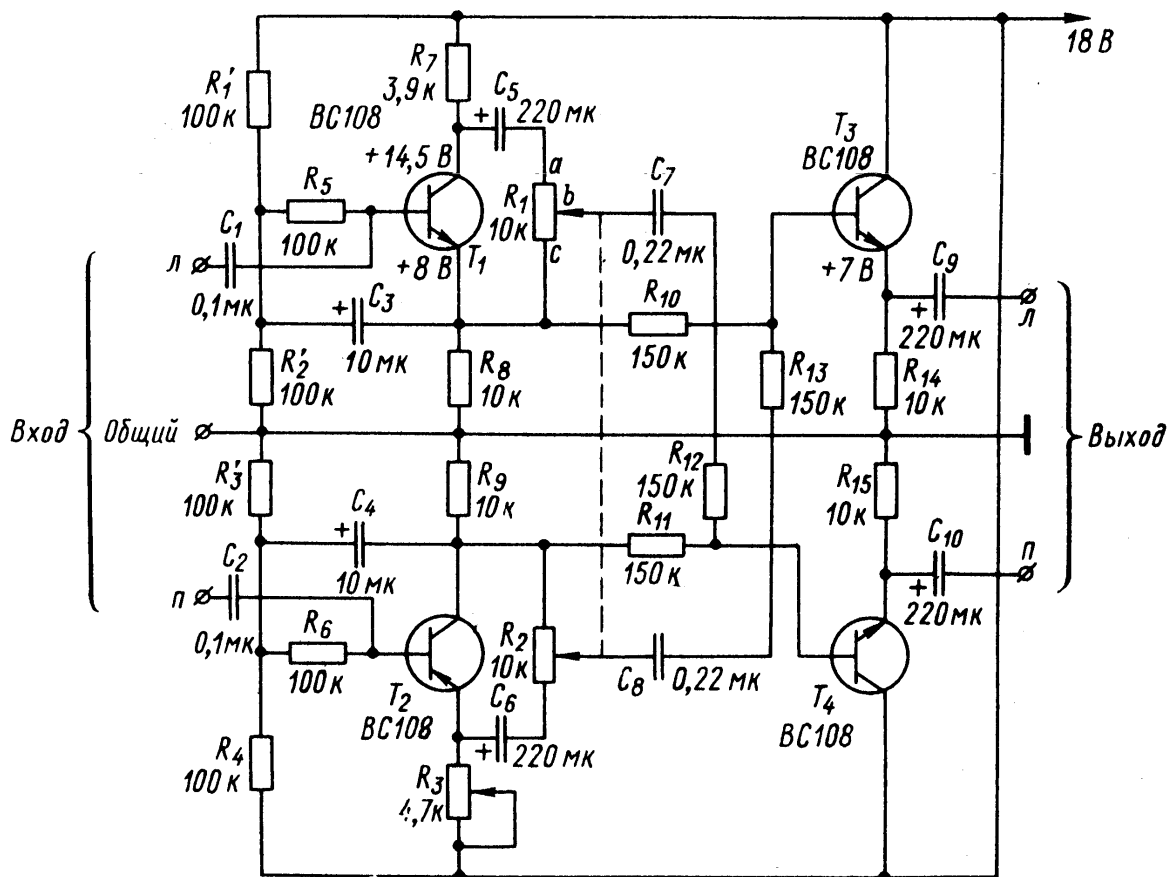 18 В
R₇
3,9 к
R₁'
100 к
C₅
220 мк
ВС108
T₃
ВС108
+14,5 В
a
R₅
100 к
R₁
10 к
b
c
C₇
0,22 мк
C₁
Л
0,1 мк
+8 В
T₁
+7 В
C₉
+
Л
220 мк
+
C₃
10 мк
R₁₀
150 к
R₂'
100 к
R₈
10 к
R₁₃
150 к
R₁₄
10 к
Вход
Общий
Выход
R₃'
100 к
R₉
10 к
R₁₂
150 к
R₁₅
10 к
C₄
+
10 мк
R₁₁
150 к
C₁₀
+
П
220 мк
C₂
П
0,1 мк
R₆
100 к
R₂
10 к
T₂
ВС108
C₆
+
220 мк
C₈
0,22 мк
T₄
ВС108
R₄
100 к
R₃
4,7 к
+